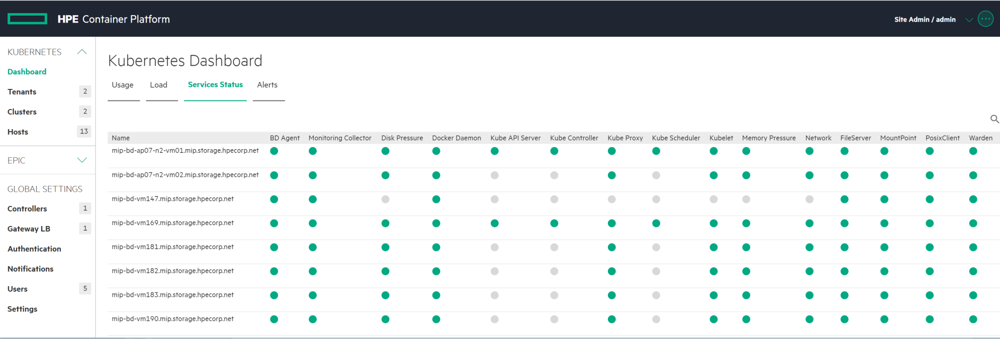 HPE Container Platform
Site Admin / admin
KUBERNETES
Dashboard
Tenants 2
Clusters 2
Hosts 13
EPIC
GLOBAL SETTINGS
Controllers 1
Gateway LB 1
Authentication
Notifications
Users 5
Settings
Kubernetes Dashboard
Usage Load Services Status Alerts
Name BD Agent Monitoring Collector Disk Pressure Docker Daemon Kube API Server Kube Controller Kube Proxy Kube Scheduler Kubelet Memory Pressure Network FileServer MountPoint PosixClient Warden
mip-bd-ap07-n2-vm01.mip.storage.hpecorp.net
mip-bd-ap07-n2-vm02.mip.storage.hpecorp.net
mip-bd-vm147.mip.storage.hpecorp.net
mip-bd-vm169.mip.storage.hpecorp.net
mip-bd-vm181.mip.storage.hpecorp.net
mip-bd-vm182.mip.storage.hpecorp.net
mip-bd-vm183.mip.storage.hpecorp.net
mip-bd-vm190.mip.storage.hpecorp.net